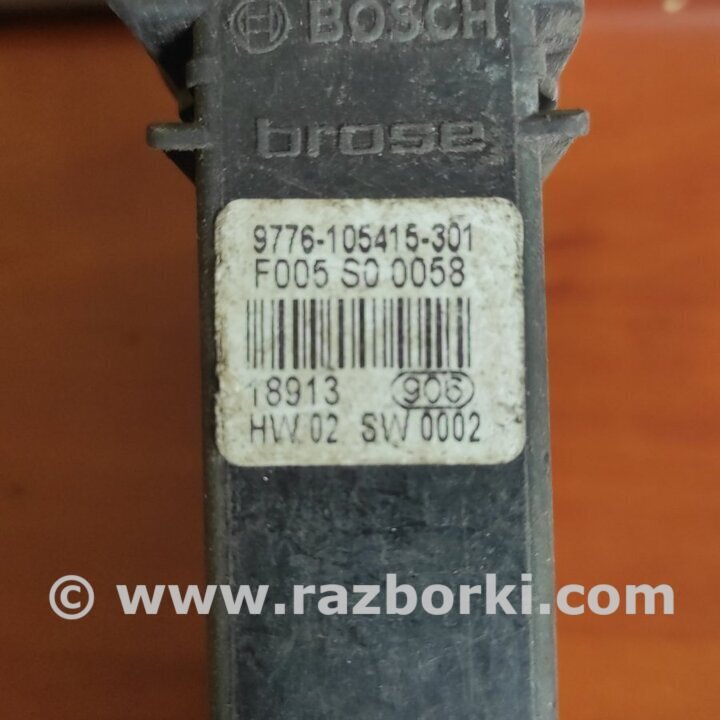 BOSCH
brose
9776-105415-301
F005 S0 0058
18913 906
HW 02 SW 0002
© www.razborki.com